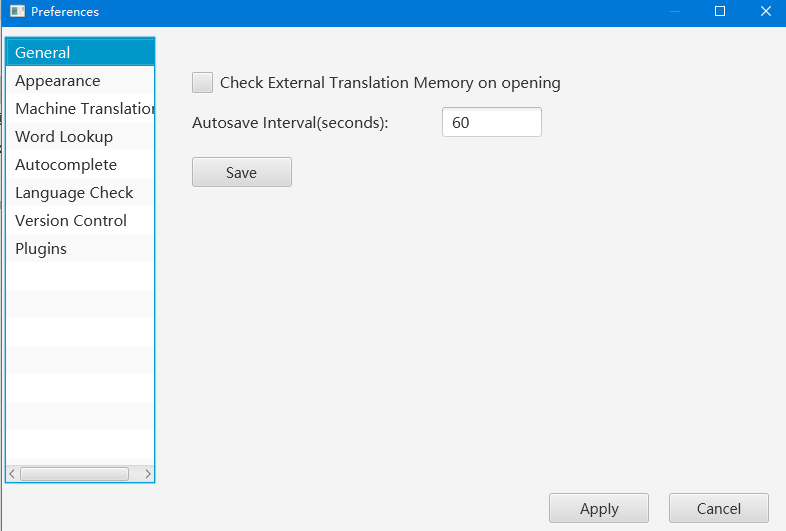 Preferences
General
Appearance
Machine Translation
Word Lookup
Autocomplete
Language Check
Version Control
Plugins
Check External Translation Memory on opening
Autosave Interval(seconds): 60
Save
Apply Cancel